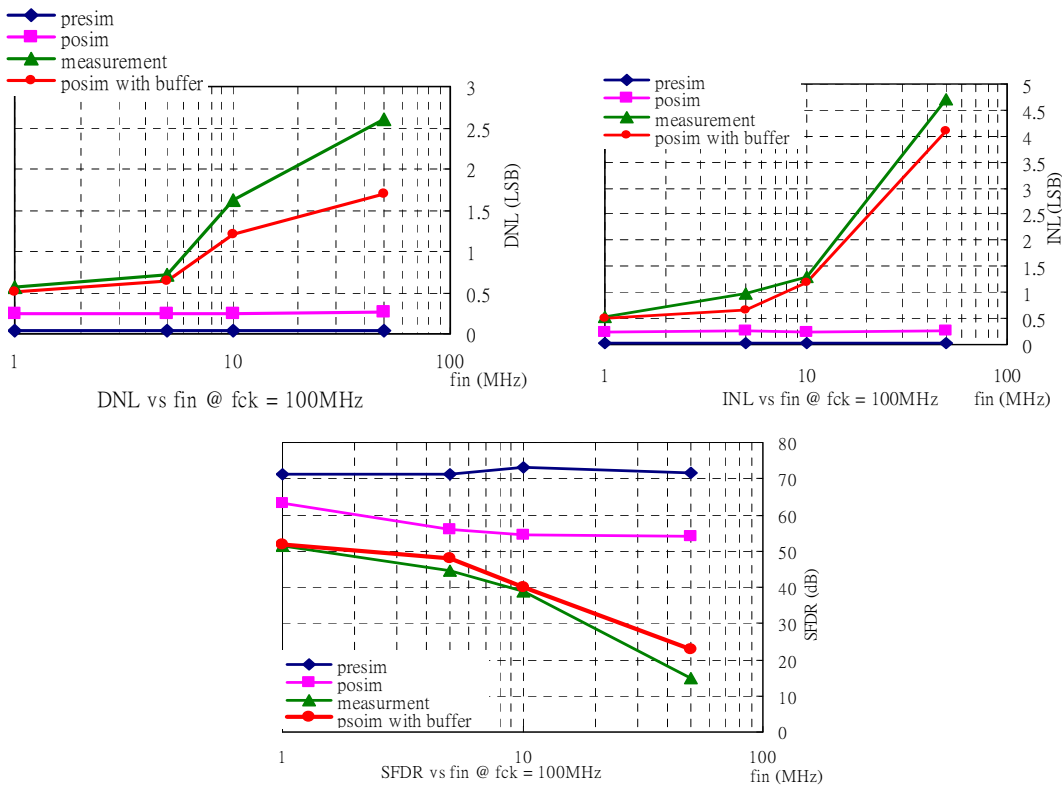 presim
posim
measurement
posim with buffer
3
2.5
2
1.5
1
0.5
0
DNL (LSB)
1
10
100
fin (MHz)
DNL vs fin @ fck = 100MHz
presim
posim
measurement
posim with buffer
5
4.5
4
3.5
3
2.5
2
1.5
1
0.5
0
INL (LSB)
1
10
100
INL vs fin @ fck = 100MHz
fin (MHz)
80
70
60
50
40
30
20
10
0
SFDR (dB)
presim
posim
measurment
psoim with buffer
1
10
100
SFDR vs fin @ fck = 100MHz
fin (MHz)